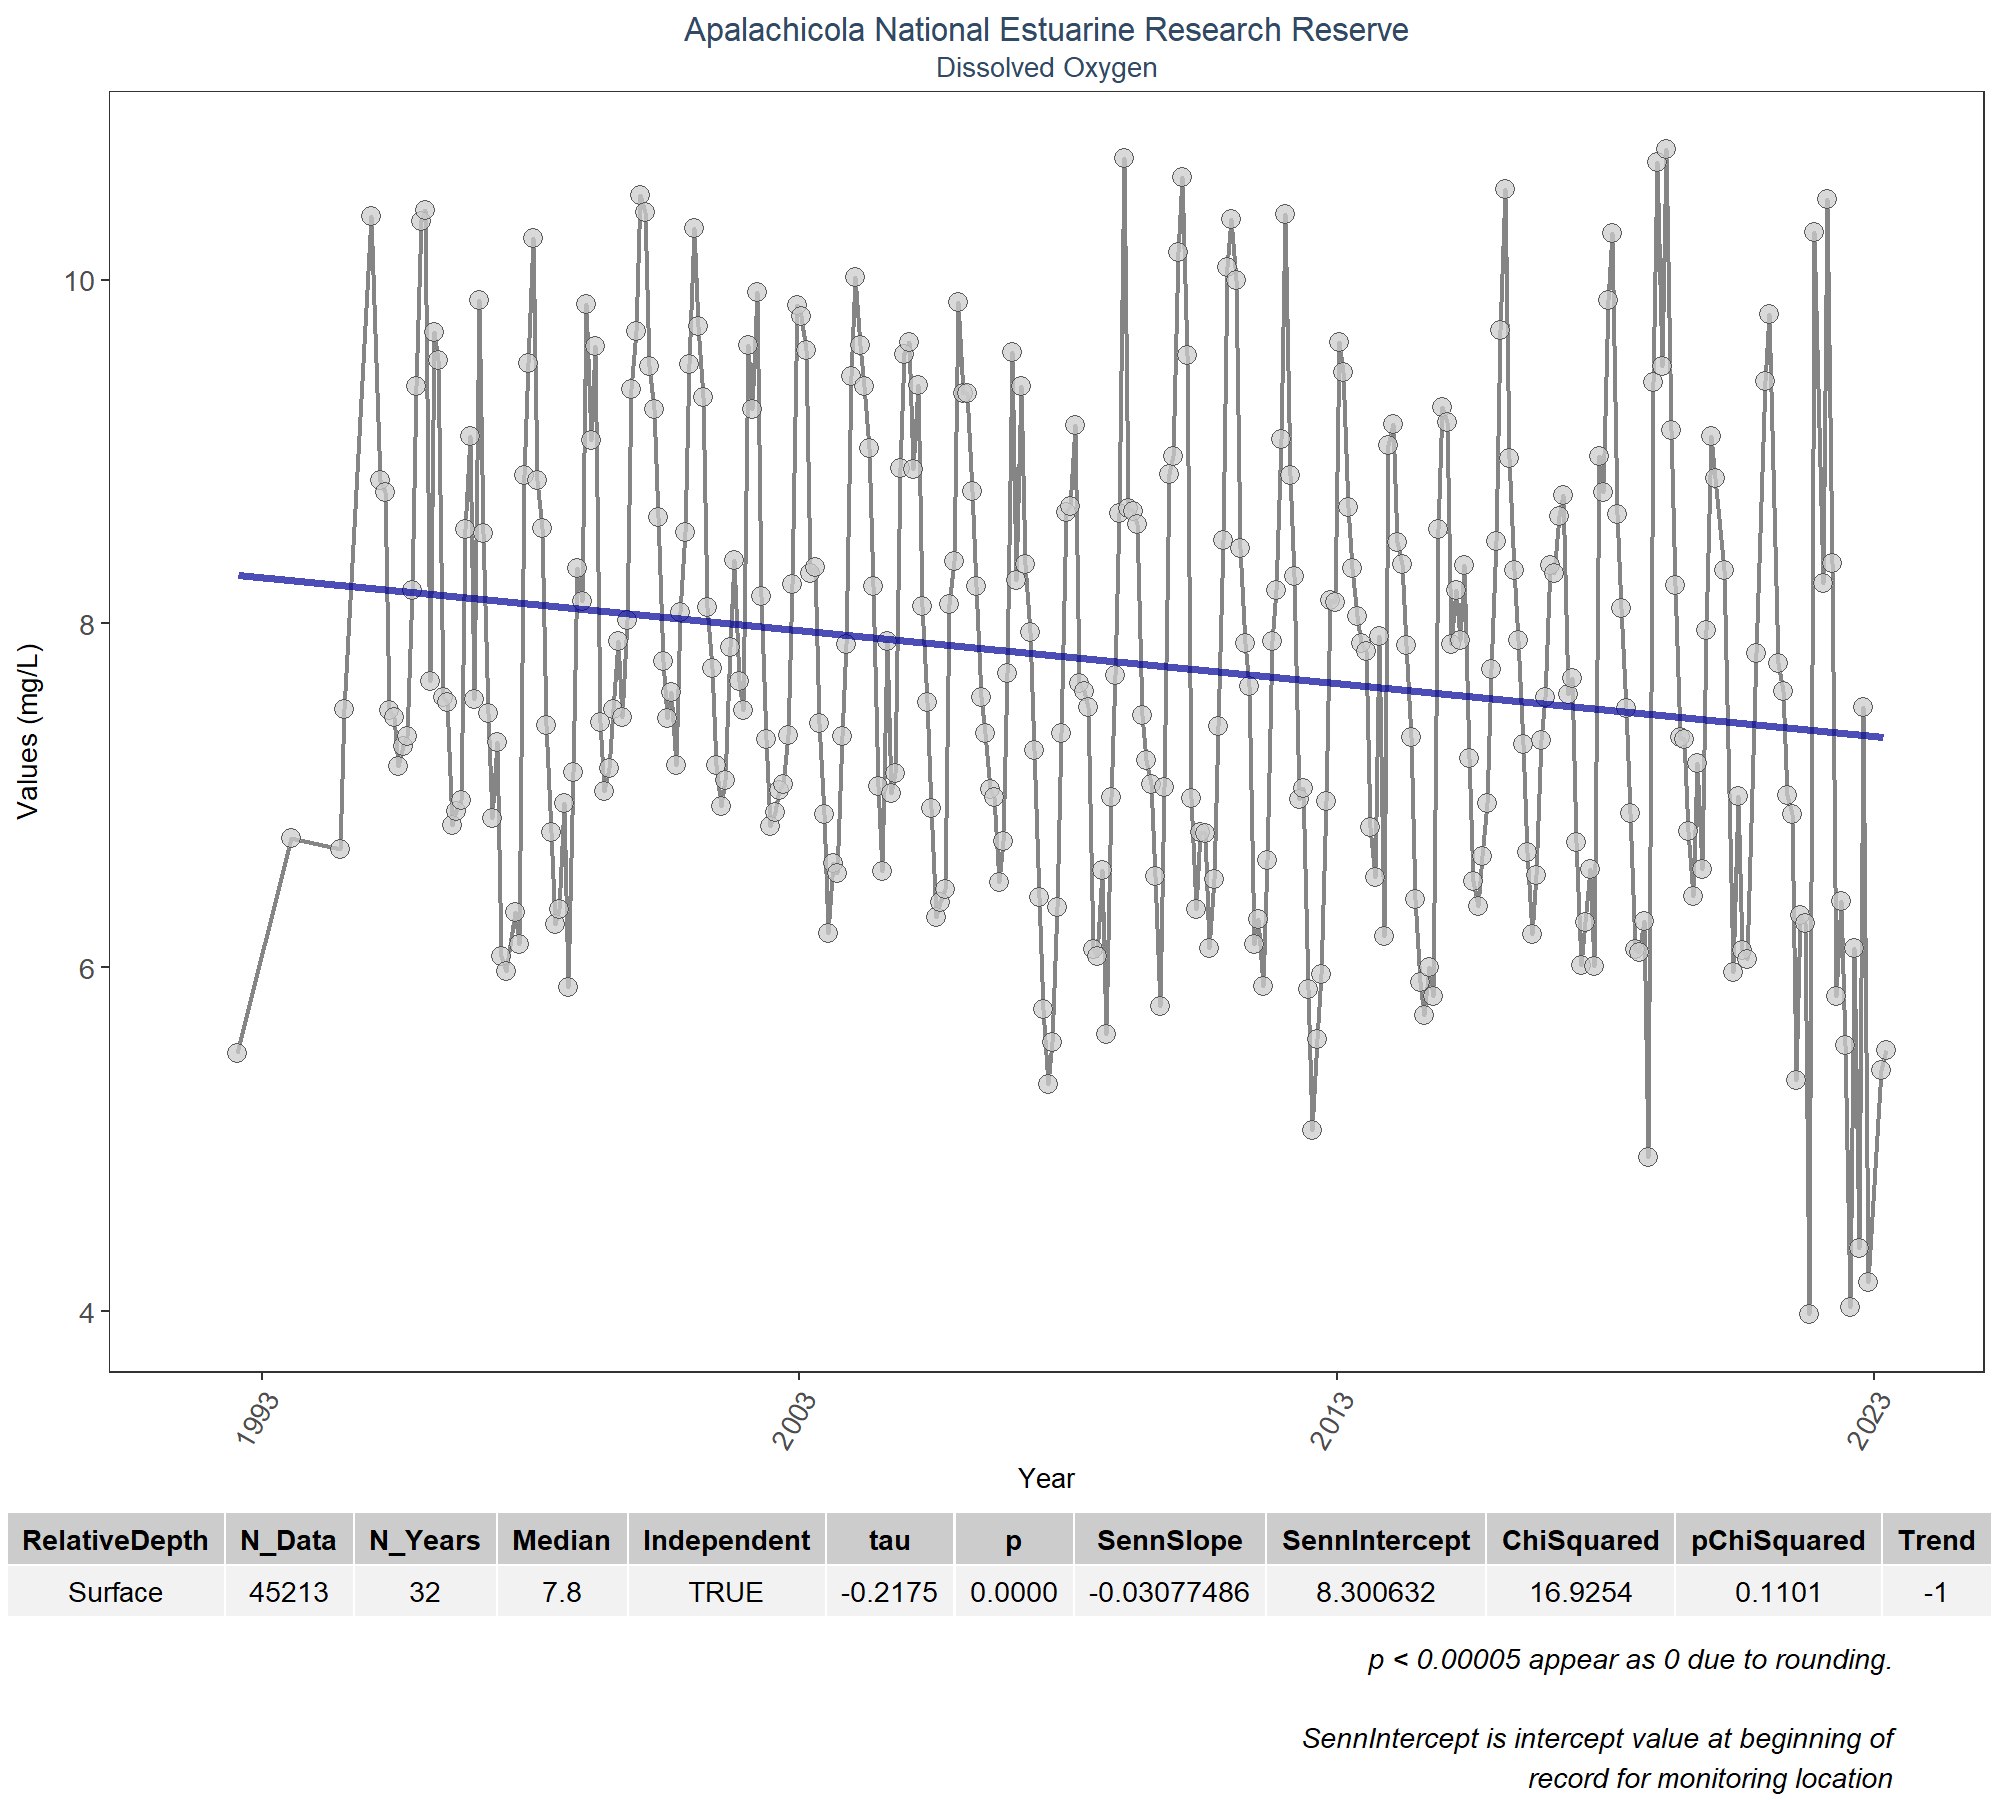 Apalachicola National Estuarine Research Reserve
Dissolved Oxygen
Values (mg/L)
10
8
6
4
1993
2003
2013
2023
Year
RelativeDepth N_Data N_Years Median Independent tau p SennSlope SennIntercept ChiSquared pChiSquared Trend
Surface 45213 32 7.8 TRUE -0.2175 0.0000 -0.03077486 8.300632 16.9254 0.1101 -1
p < 0.00005 appear as 0 due to rounding.
SennIntercept is intercept value at beginning of
record for monitoring location